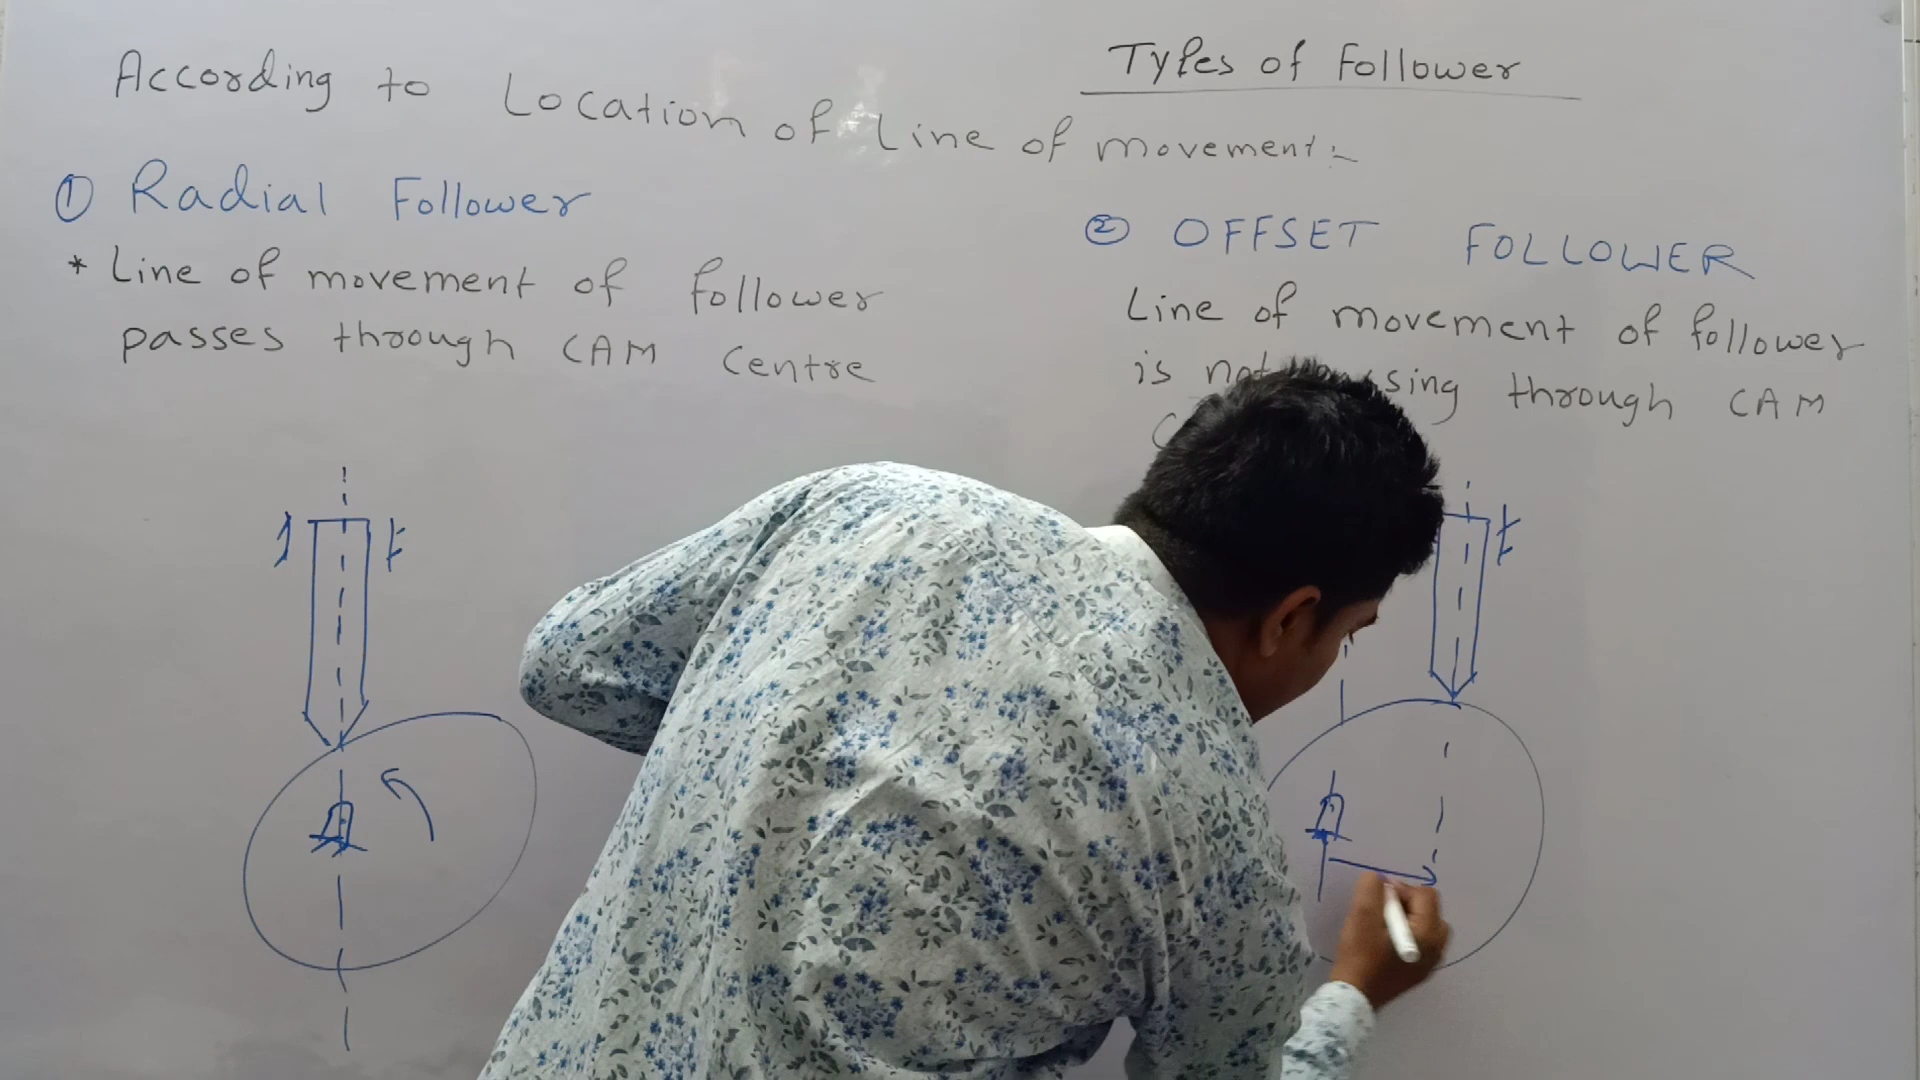 Types of Follower
According to Location of Line of movement:-
① Radial Follower
* Line of movement of follower
passes through CAM Centre
② OFFSET FOLLOWER
Line of movement of follower
is not through CAM